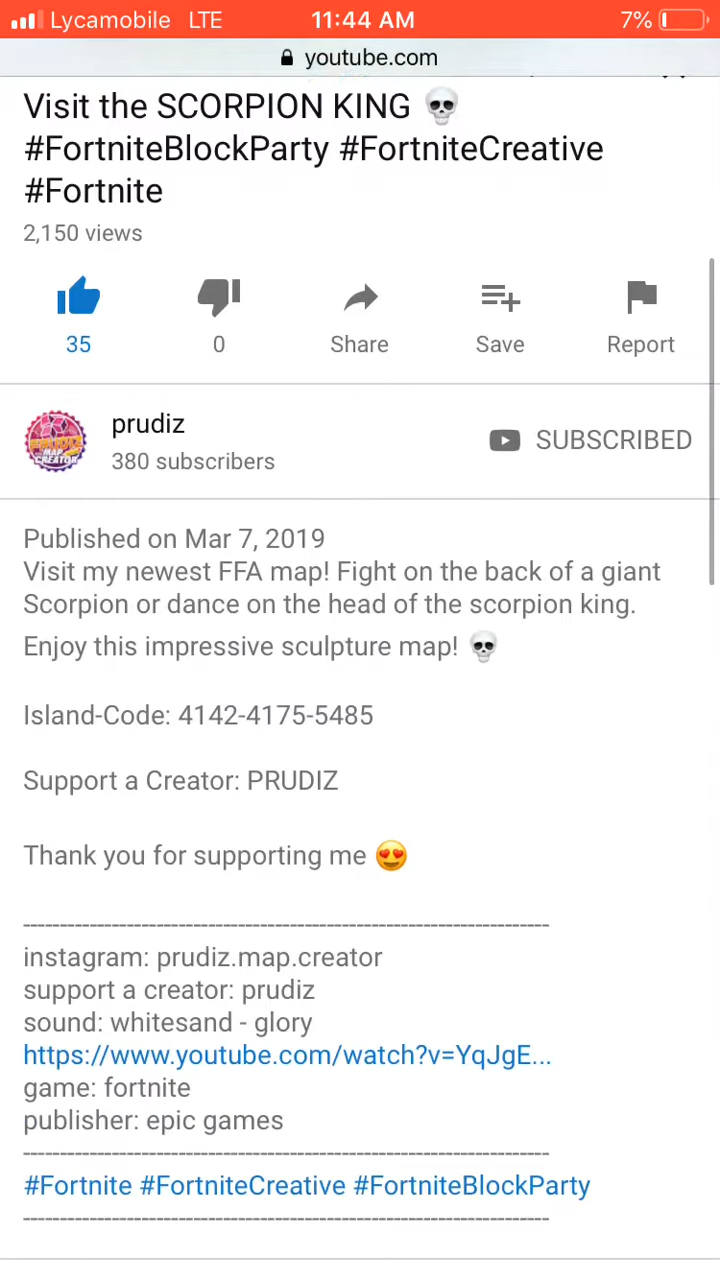 Lycamobile LTE 11:44 AM 7%
youtube.com
Visit the SCORPION KING 💀
#FortniteBlockParty #FortniteCreative
#Fortnite
2,150 views
35 0 Share Save Report
PRUDIZ
MAP
CREATOR
prudiz
380 subscribers
SUBSCRIBED
Published on Mar 7, 2019
Visit my newest FFA map! Fight on the back of a giant
Scorpion or dance on the head of the scorpion king.
Enjoy this impressive sculpture map! 💀
Island-Code: 4142-4175-5485
Support a Creator: PRUDIZ
Thank you for supporting me 😍
---------------------------------------------------------------------------
instagram: prudiz.map.creator
support a creator: prudiz
sound: whitesand - glory
https://www.youtube.com/watch?v=YqJgE...
game: fortnite
publisher: epic games
---------------------------------------------------------------------------
#Fortnite #FortniteCreative #FortniteBlockParty
---------------------------------------------------------------------------